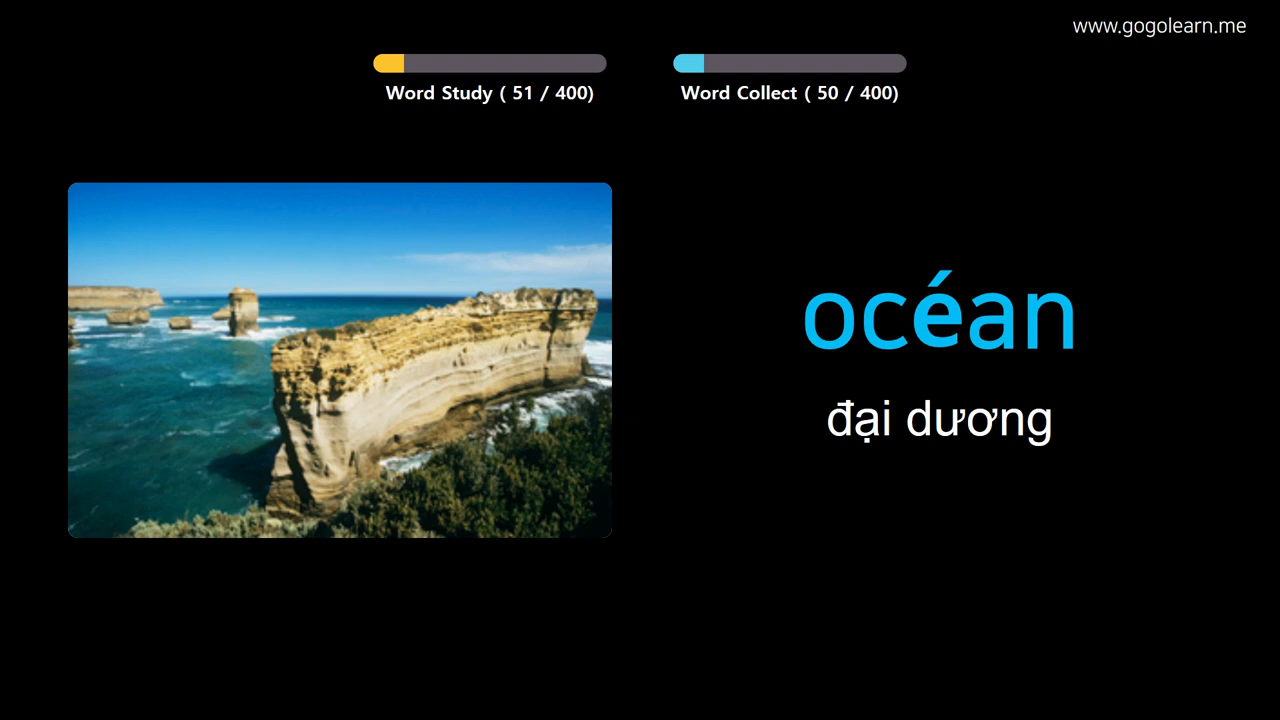 www.gogolearn.me
Word Study ( 51 / 400)
Word Collect ( 50 / 400)
océan
đại dương